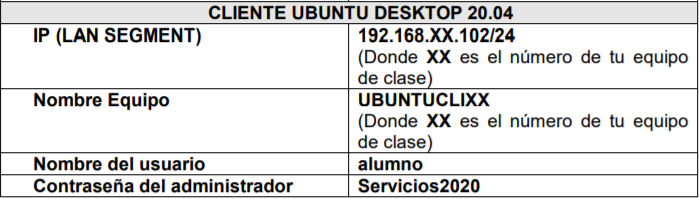 CLIENTE UBUNTU DESKTOP 20.04
IP (LAN SEGMENT) 192.168.XX.102/24
(Donde XX es el número de tu equipo
de clase)
Nombre Equipo UBUNTUCLIXX
(Donde XX es el número de tu equipo
de clase)
Nombre del usuario alumno
Contraseña del administrador Servicios2020